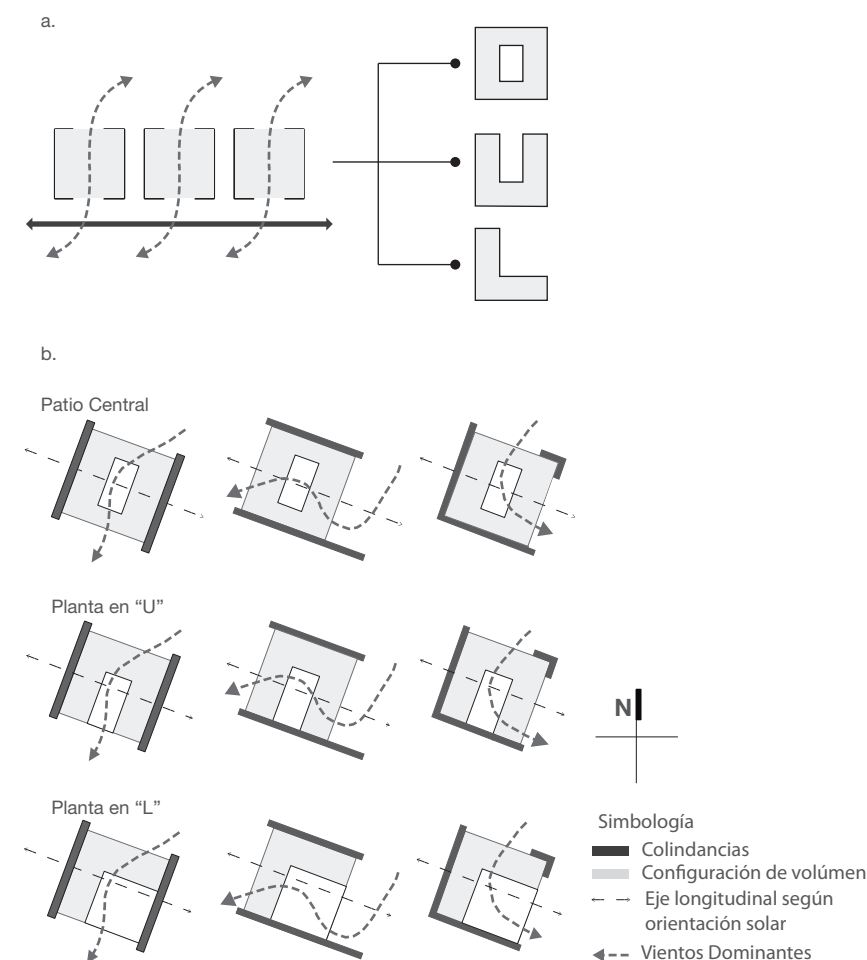 a.
b.
Patio Central
Planta en “U”
N
Planta en “L”
Simbología
Colindancias
Configuración de volúmen
Eje longitudinal según
orientación solar
Vientos Dominantes